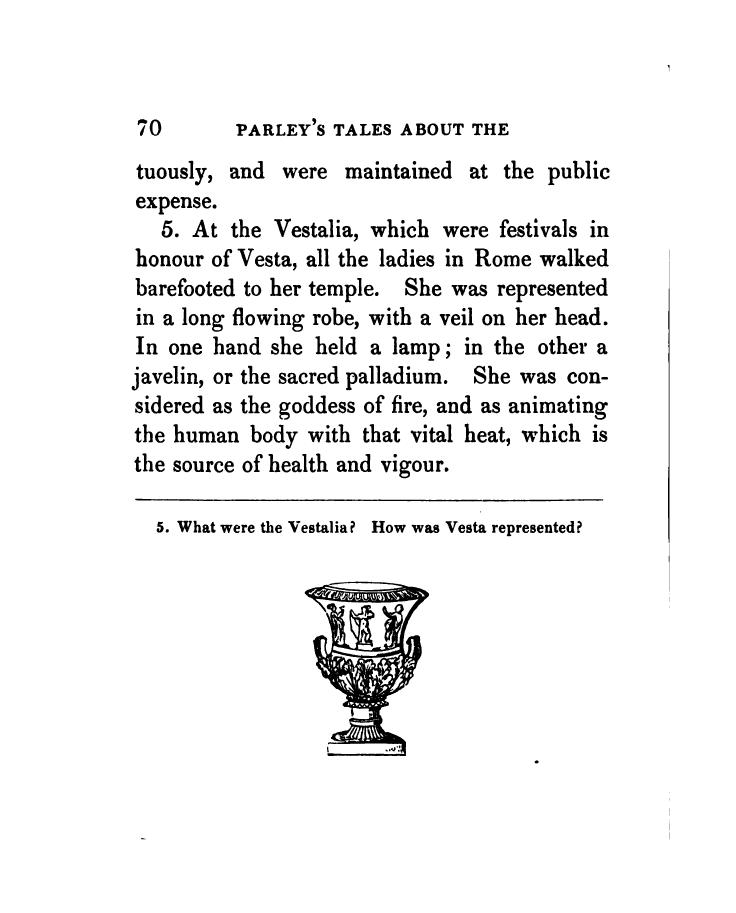 70 PARLEY'S TALES ABOUT THE
tuously, and were maintained at the public
expense.
5. At the Vestalia, which were festivals in
honour of Vesta, all the ladies in Rome walked
barefooted to her temple. She was represented
in a long flowing robe, with a veil on her head.
In one hand she held a lamp; in the other a
javelin, or the sacred palladium. She was con-
sidered as the goddess of fire, and as animating
the human body with that vital heat, which is
the source of health and vigour.
5. What were the Vestalia? How was Vesta represented?